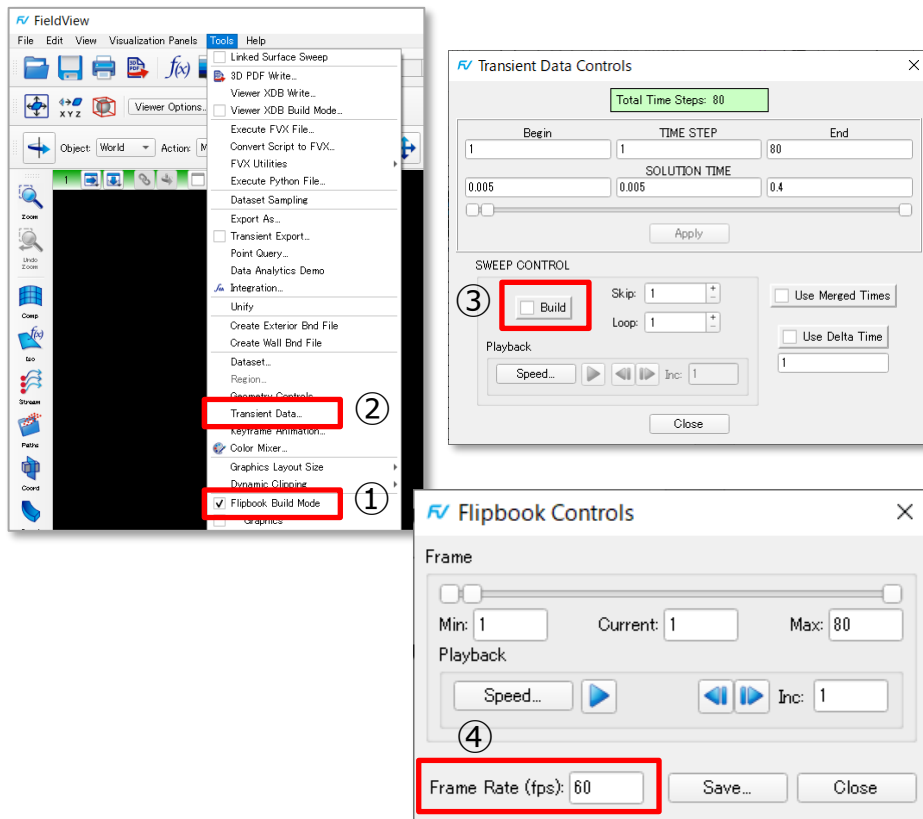 FieldView
File Edit View Visualization Panels Tools Help
Linked Surface Sweep
3D PDF Write...
Viewer XDB Write...
Viewer XDB Build Mode...
Execute FVX File...
Convert Script to FVX...
FVX Utilities
Execute Python File...
Dataset Sampling
Export As...
Transient Export...
Point Query...
Data Analytics Demo
Integration...
Unify
Create Exterior Bnd File
Create Wall Bnd File
Dataset...
Region...
Geometry Controls
Transient Data...
Keyframe Animation...
Color Mixer...
Graphics Layout Size
Dynamic Clipping
Flipbook Build Mode
Graphics
②
①
f(x)
X Y Z
Viewer Options..
Object: World Action: M
1
Zoom
Undo
Zoom
Comp
Iso
Stream
Paths
Coord
Transient Data Controls
Total Time Steps: 80
Begin TIME STEP End
1 1 80
SOLUTION TIME
0.005 0.005 0.4
Apply
SWEEP CONTROL
③
Build
Skip: 1
Loop: 1
Use Merged Times
Use Delta Time
1
Playback
Speed... Inc: 1
Close
Flipbook Controls
Frame
Min: 1 Current: 1 Max: 80
Playback
Speed... Inc: 1
④
Frame Rate (fps): 60 Save... Close